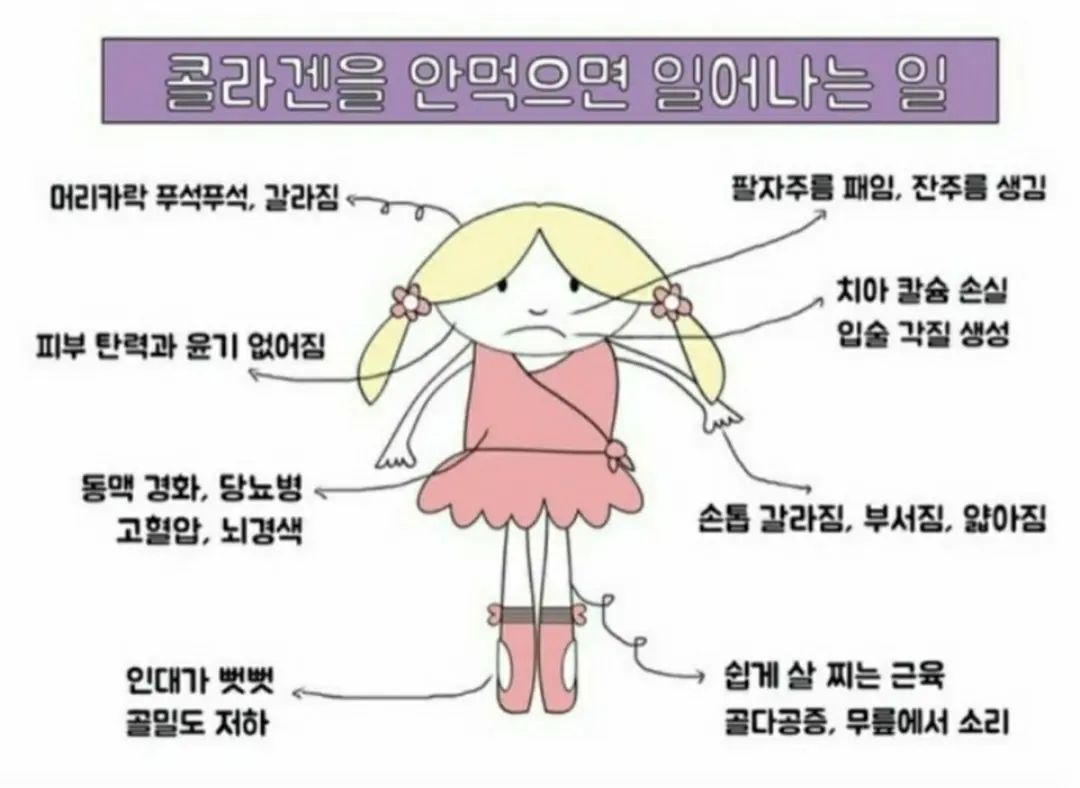 콜라겐을 안먹으면 일어나는 일
머리카락 푸석푸석, 갈라짐
팔자주름 패임, 잔주름 생김
치아 칼슘 손실
입술 각질 생성
피부 탄력과 윤기 없어짐
동맥 경화, 당뇨병
고혈압, 뇌경색
손톱 갈라짐, 부서짐, 얇아짐
인대가 뻣뻣
골밀도 저하
쉽게 살 찌는 근육
골다공증, 무릎에서 소리